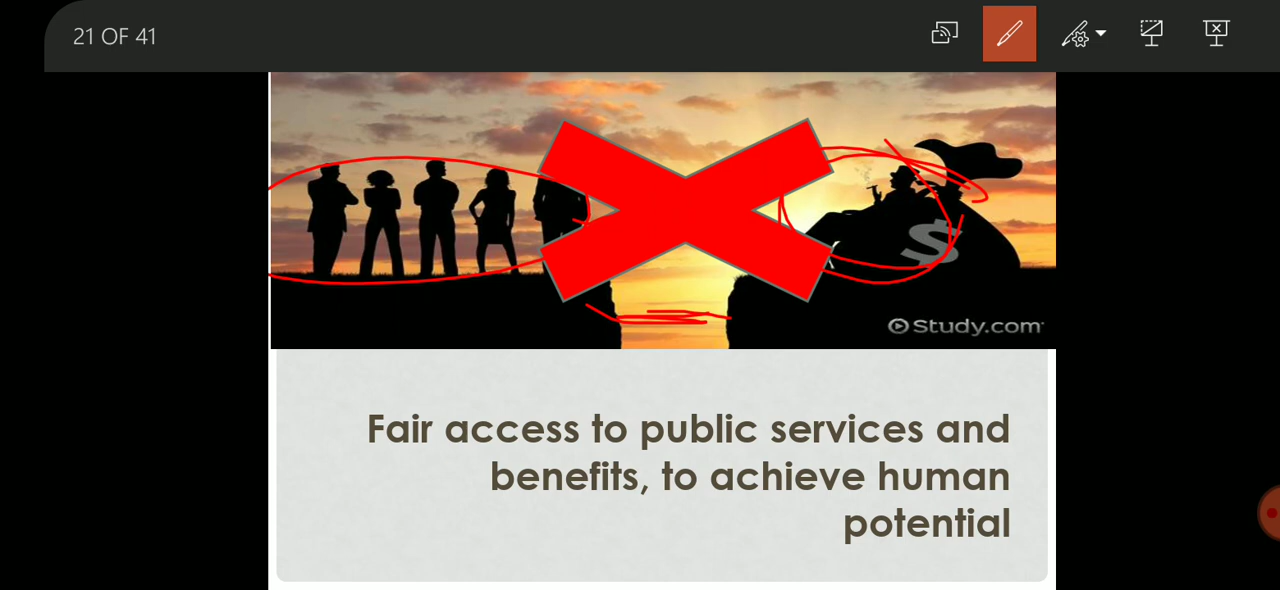 21 OF 41
$
Study.com
Fair access to public services and
benefits, to achieve human
potential